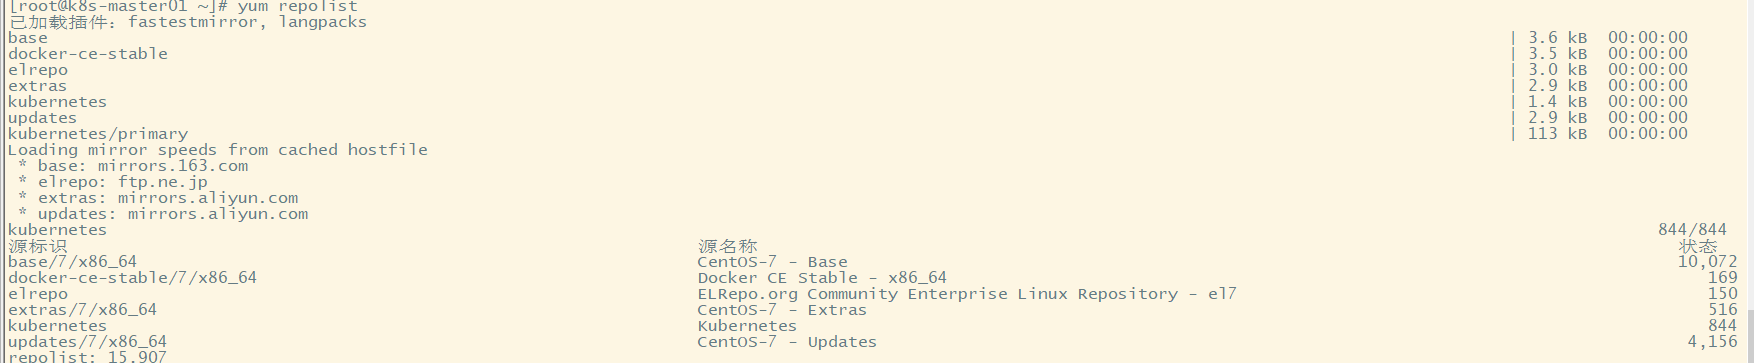 [root@k8s-master01 ~]# yum repolist
已加载插件：fastestmirror, langpacks
base | 3.6 kB 00:00:00
docker-ce-stable | 3.5 kB 00:00:00
elrepo | 3.0 kB 00:00:00
extras | 2.9 kB 00:00:00
kubernetes | 1.4 kB 00:00:00
updates | 2.9 kB 00:00:00
kubernetes/primary | 113 kB 00:00:00
Loading mirror speeds from cached hostfile
* base: mirrors.163.com
* elrepo: ftp.ne.jp
* extras: mirrors.aliyun.com
* updates: mirrors.aliyun.com
kubernetes 844/844
源标识 源名称 状态
base/7/x86_64 CentOS-7 - Base 10,072
docker-ce-stable/7/x86_64 Docker CE Stable - x86_64 169
elrepo ELRepo.org Community Enterprise Linux Repository - el7 150
extras/7/x86_64 CentOS-7 - Extras 516
kubernetes Kubernetes 844
updates/7/x86_64 CentOS-7 - Updates 4,156
repolist: 15,907